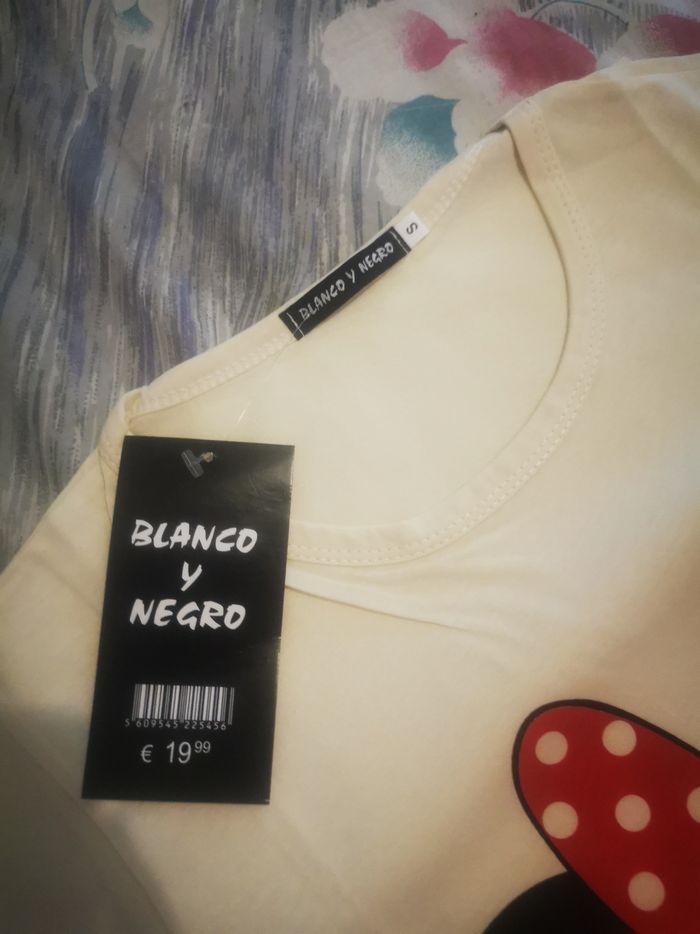 BLANCO Y NEGRO
S
BLANCO
Y
NEGRO
5 609545 225456
€ 19 99